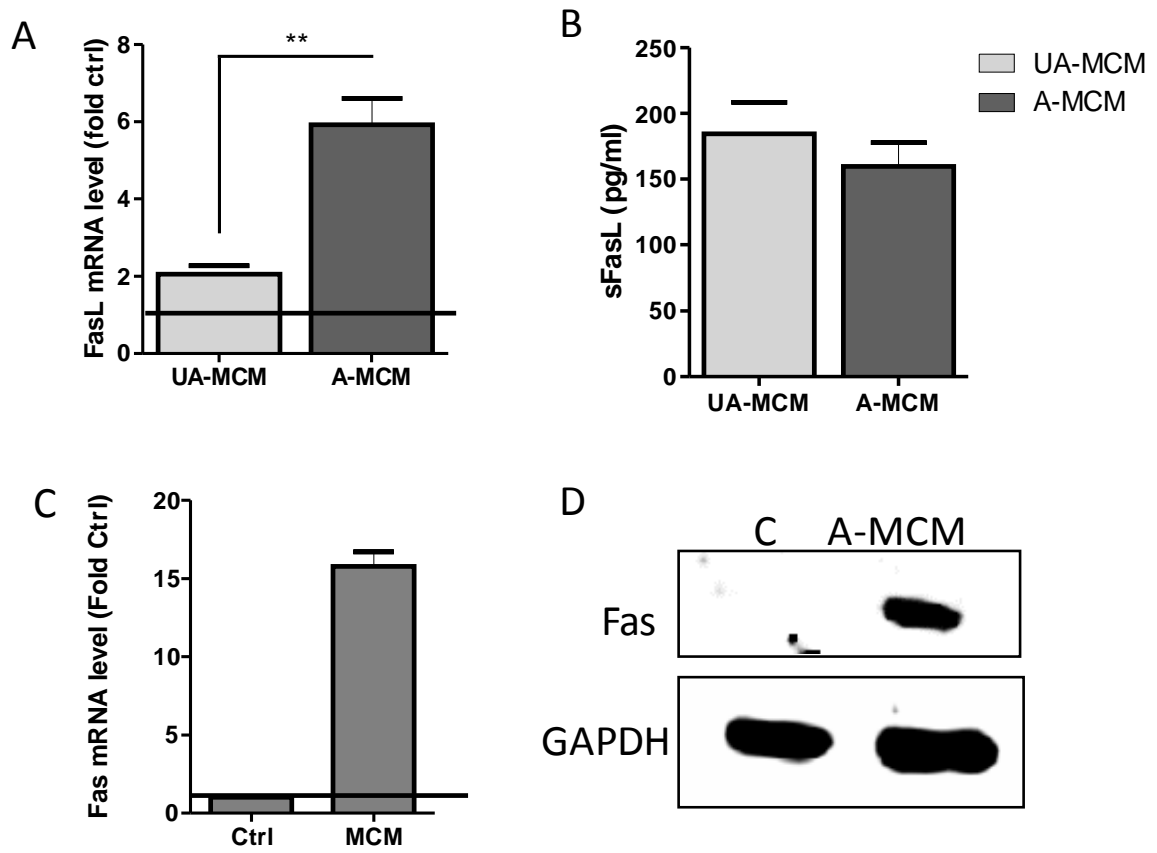 A
FasL mRNA level (fold ctrl)
8
6
4
2
0
**
UA-MCM A-MCM
B
sFasL (pg/ml)
250
200
150
100
50
0
UA-MCM A-MCM
UA-MCM
A-MCM
C
Fas mRNA level (Fold Ctrl)
20
15
10
5
0
Ctrl MCM
D
C A-MCM
Fas
GAPDH